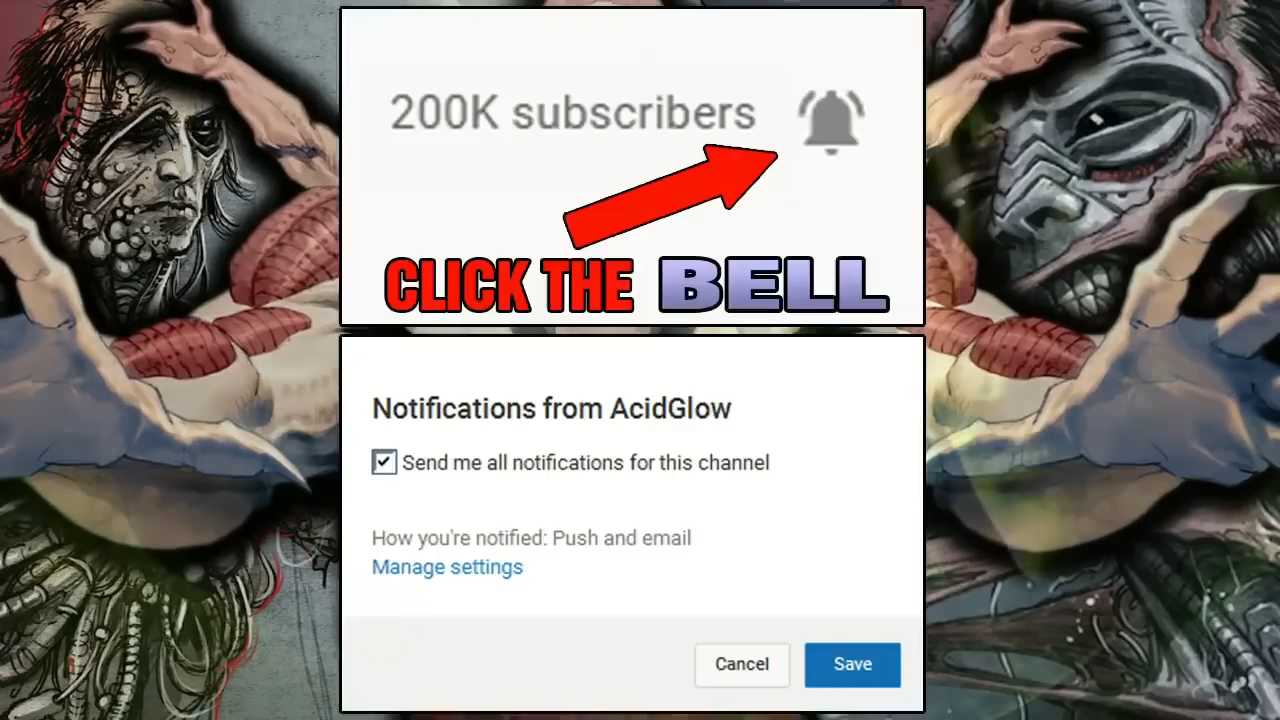 200K subscribers
CLICK THE BELL
Notifications from AcidGlow
Send me all notifications for this channel
How you're notified: Push and email
Manage settings
Cancel Save